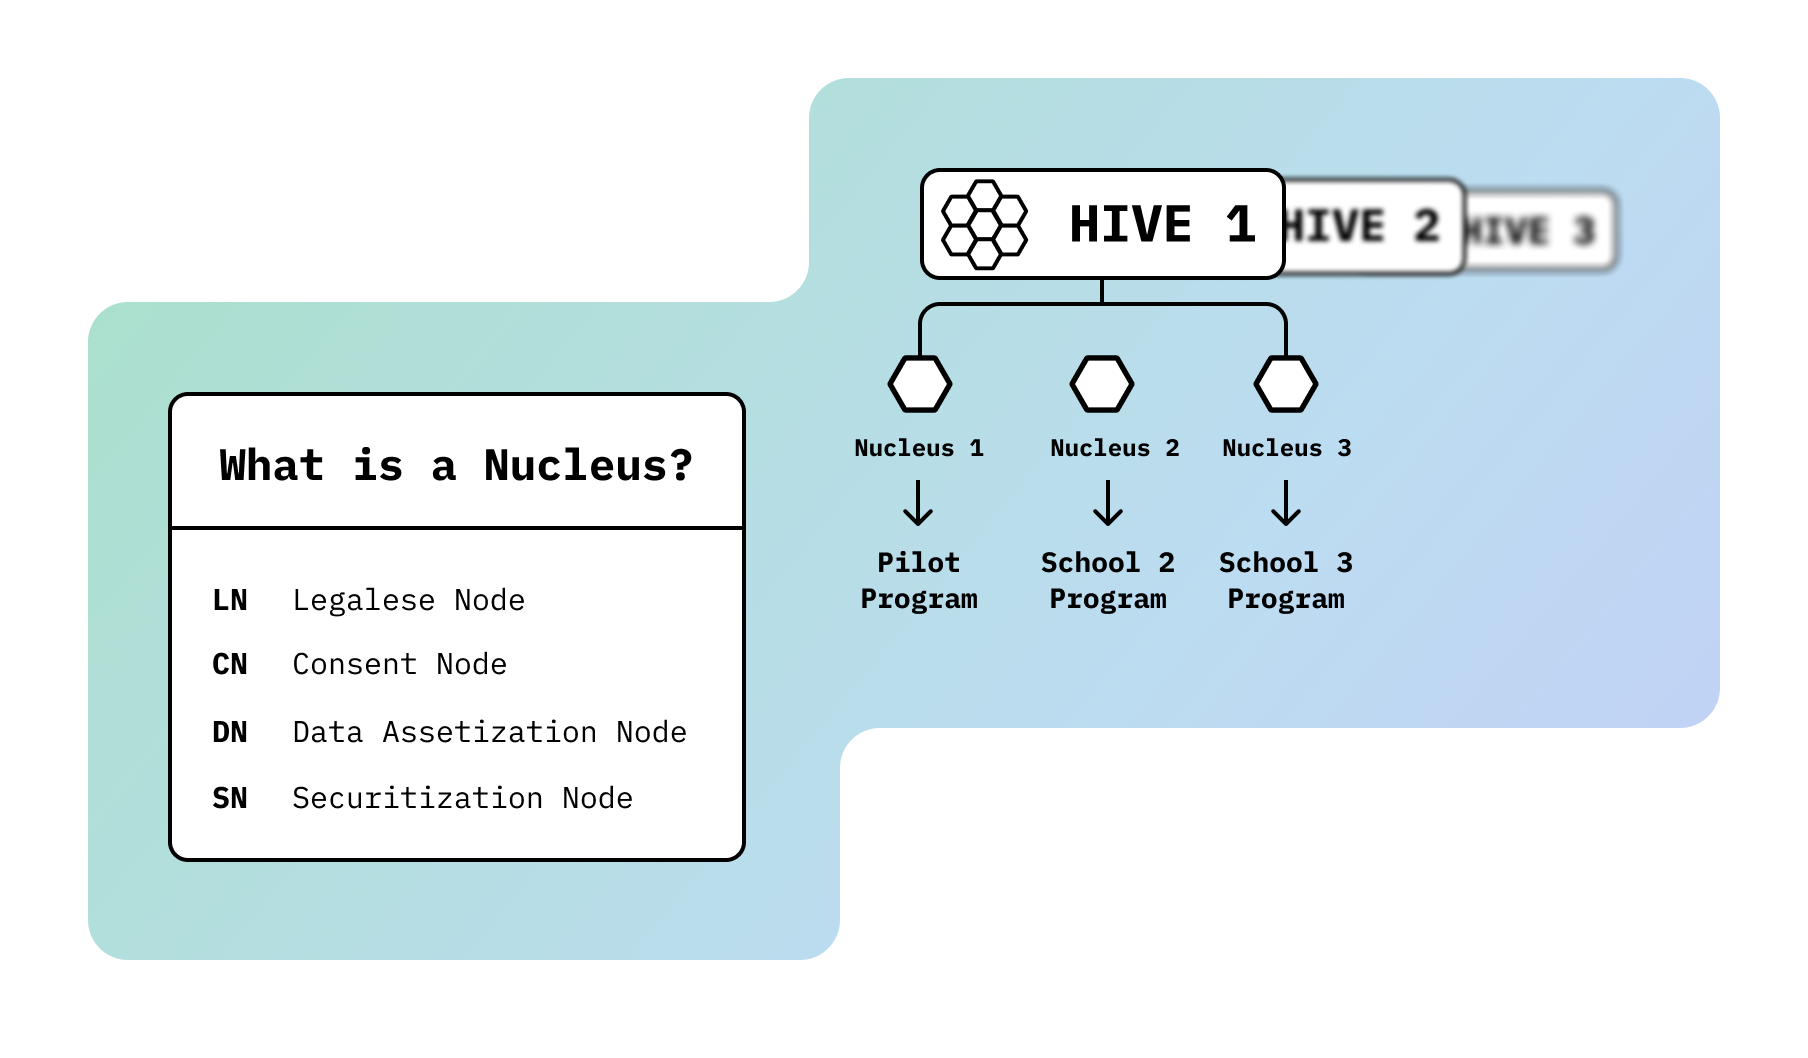 HIVE 1
HIVE 2
HIVE 3
Nucleus 1
Nucleus 2
Nucleus 3
Pilot
Program
School 2
Program
School 3
Program
What is a Nucleus?
LN Legalese Node
CN Consent Node
DN Data Assetization Node
SN Securitization Node